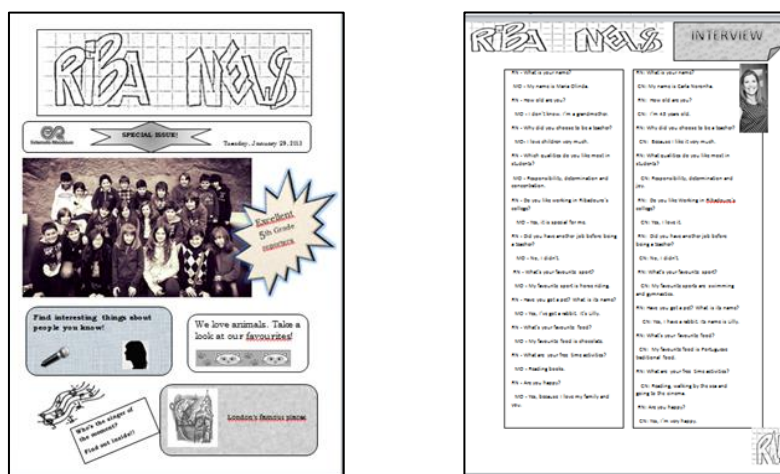 RiBA NEWS
SPECIAL ISSUE!
Tuesday, January 29, 2013
Excellent
5th Grade
reporters
Find interesting things about
people you know!
We love animals. Take a
look at our favourites!
Who's the singer of
the moment?
Find out inside!!
London's famous places
RiBA NEWS
INTERVIEW
RN - What is your name?
MO - My name is Maria Olinda.
RN - How old are you?
MO - I don't know. I'm a grandmother.
RN - Why did you choose to be a teacher?
MO - I love children very much.
RN - Which qualities do you like most in
students?
MO - Responsibility, determination and
concentration.
RN - Do you like working in Ribadouro's
college?
MO - Yes, it is special for me.
RN - Did you have another job before being
a teacher?
MO - No, I didn't.
RN - What's your favourite sport?
MO - My favourite sport is horse riding.
RN - Have you got a pet? What is its name?
MO - Yes, I've got a rabbit. It's Lilly.
RN - What's your favourite food?
MO - My favourite food is chocolate.
RN - What are your free time activities?
MO - Reading books.
RN - Are you happy?
MO - Yes, because I love my family and
you.
RN: What is your name?
CN: My name is Carla Noronha.
RN: How old are you?
CN: I'm 43 years old.
RN: Why did you choose to be a teacher?
CN: Because I like it very much.
RN: What qualities do you like most in
students?
CN: Responsibility, determination and
joy.
RN: Do you like Working in Ribadouro's
college?
CN: Yes, I love it.
RN: Did you have another job before
being a teacher?
CN: No, I didn't.
RN: What's your favourite sport?
CN: My favourite sports are swimming
and gymnastics.
RN: Have you got a pet? What is its name?
CN: Yes, I have a rabbit. Its name is Lilly.
RN: What's your favourite food?
CN: My favourite food is Portuguese
traditional food.
RN: What are your free time activities?
CN: Reading, walking by the sea and
going to the cinema.
RN: Are you happy?
CN: Yes, I'm very happy.